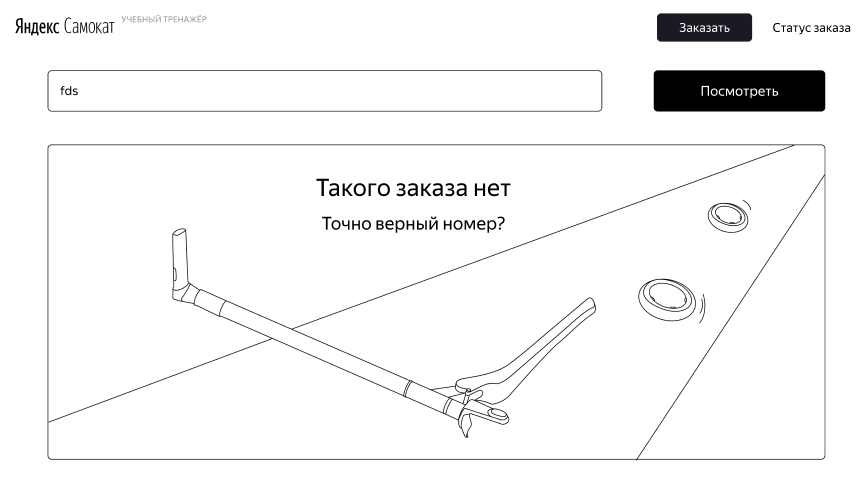 Яндекс Самокат УЧЕБНЫЙ ТРЕНАЖЁР
Заказать
Статус заказа
fds
Посмотреть
Такого заказа нет
Точно верный номер?